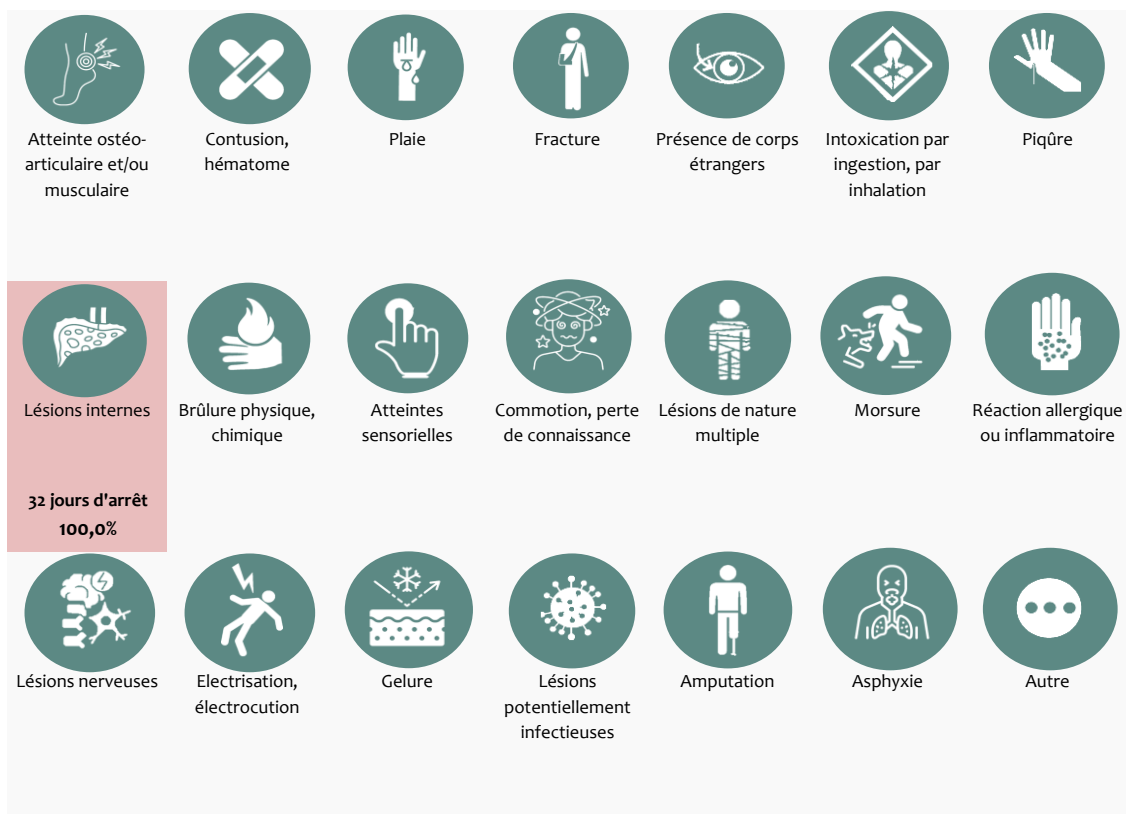 Atteinte ostéo-
articulaire et/ou
musculaire
Contusion,
hématome
Plaie
Fracture
Présence de corps
étrangers
Intoxication par
ingestion, par
inhalation
Piqûre
Lésions internes
32 jours d'arrêt
100,0%
Brûlure physique,
chimique
Atteintes
sensorielles
Commotion, perte
de connaissance
Lésions de nature
multiple
Morsure
Réaction allergique
ou inflammatoire
Lésions nerveuses
Electrisation,
électrocution
Gelure
Lésions
potentiellement
infectieuses
Amputation
Asphyxie
Autre